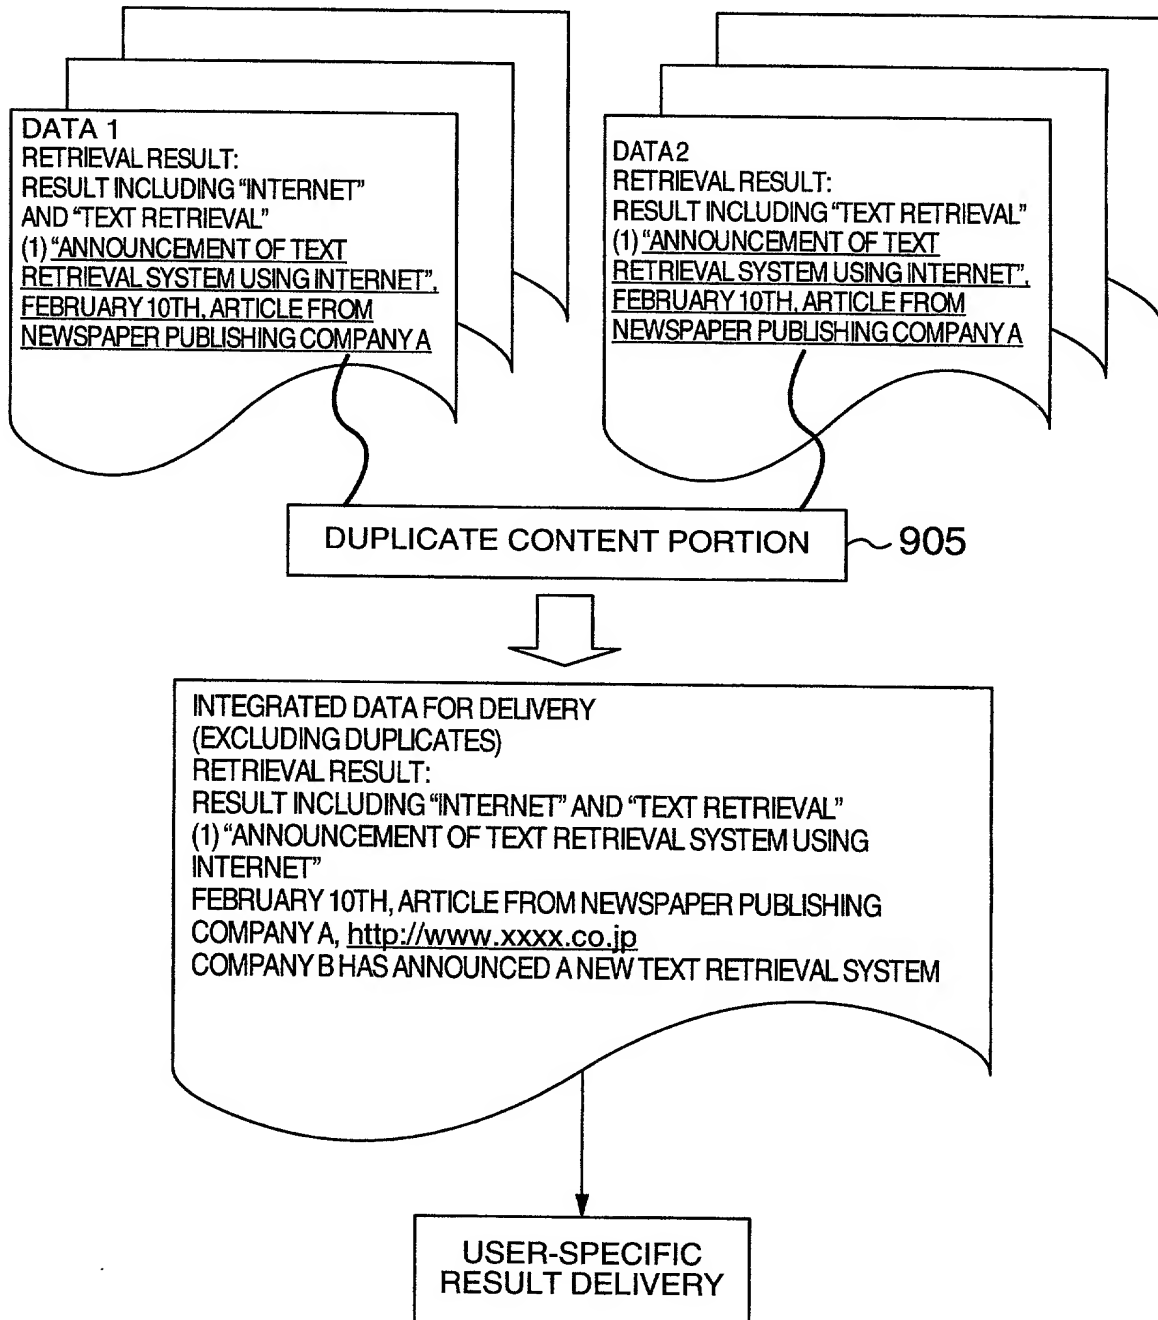 DATA 1
RETRIEVAL RESULT:
RESULT INCLUDING “INTERNET”
AND “TEXT RETRIEVAL”
(1) “ANNOUNCEMENT OF TEXT
RETRIEVAL SYSTEM USING INTERNET”,
FEBRUARY 10TH, ARTICLE FROM
NEWSPAPER PUBLISHING COMPANY A
DATA2
RETRIEVAL RESULT:
RESULT INCLUDING “TEXT RETRIEVAL”
(1) “ANNOUNCEMENT OF TEXT
RETRIEVAL SYSTEM USING INTERNET”,
FEBRUARY 10TH, ARTICLE FROM
NEWSPAPER PUBLISHING COMPANY A
DUPLICATE CONTENT PORTION
905
INTEGRATED DATA FOR DELIVERY
(EXCLUDING DUPLICATES)
RETRIEVAL RESULT:
RESULT INCLUDING “INTERNET” AND “TEXT RETRIEVAL”
(1) “ANNOUNCEMENT OF TEXT RETRIEVAL SYSTEM USING
INTERNET”
FEBRUARY 10TH, ARTICLE FROM NEWSPAPER PUBLISHING
COMPANY A, http://www.xxxx.co.jp
COMPANY B HAS ANNOUNCED A NEW TEXT RETRIEVAL SYSTEM
USER-SPECIFIC
RESULT DELIVERY